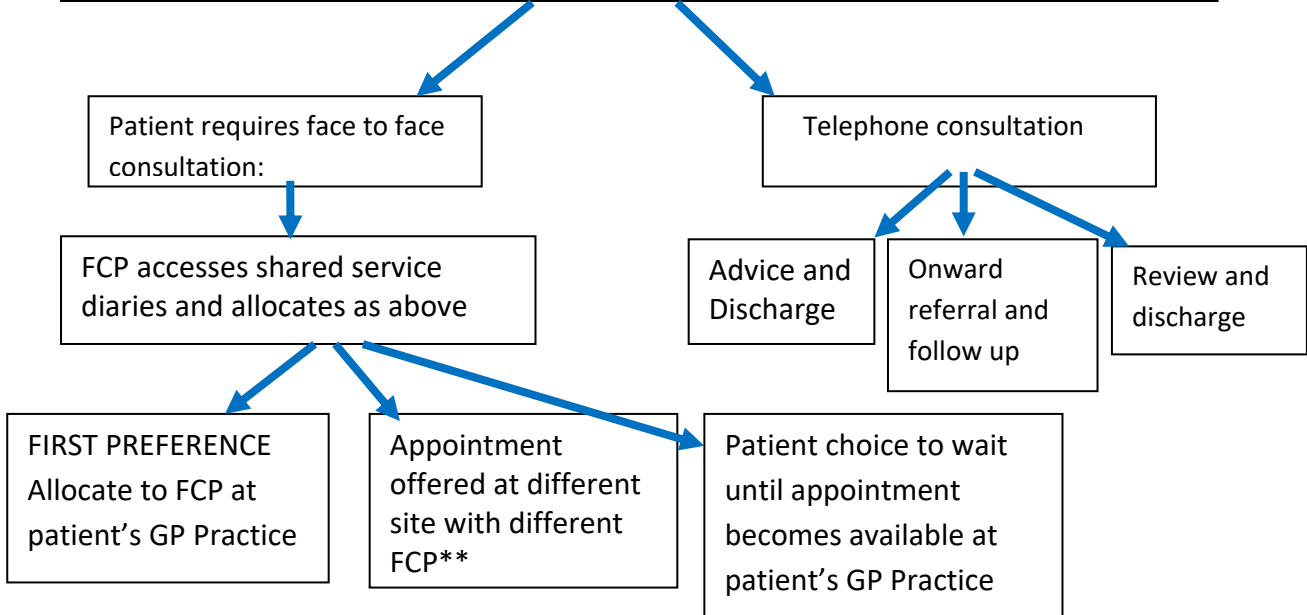 Patient requires face to face
consultation:
Telephone consultation
FCP accesses shared service
diaries and allocates as above
Advice and
Discharge
Onward
referral and
follow up
Review and
discharge
FIRST PREFERENCE
Allocate to FCP at
patient’s GP Practice
Appointment
offered at different
site with different
FCP**
Patient choice to wait
until appointment
becomes available at
patient’s GP Practice